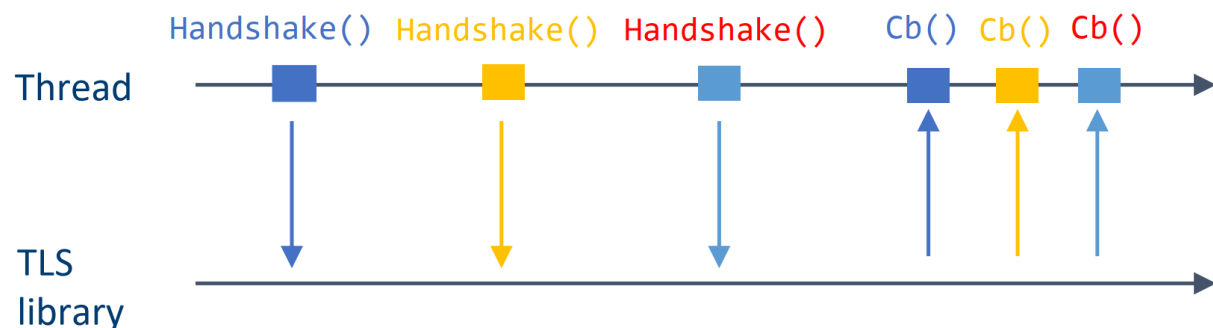 Handshake() Handshake() Handshake() Cb() Cb() Cb()
Thread
TLS
library